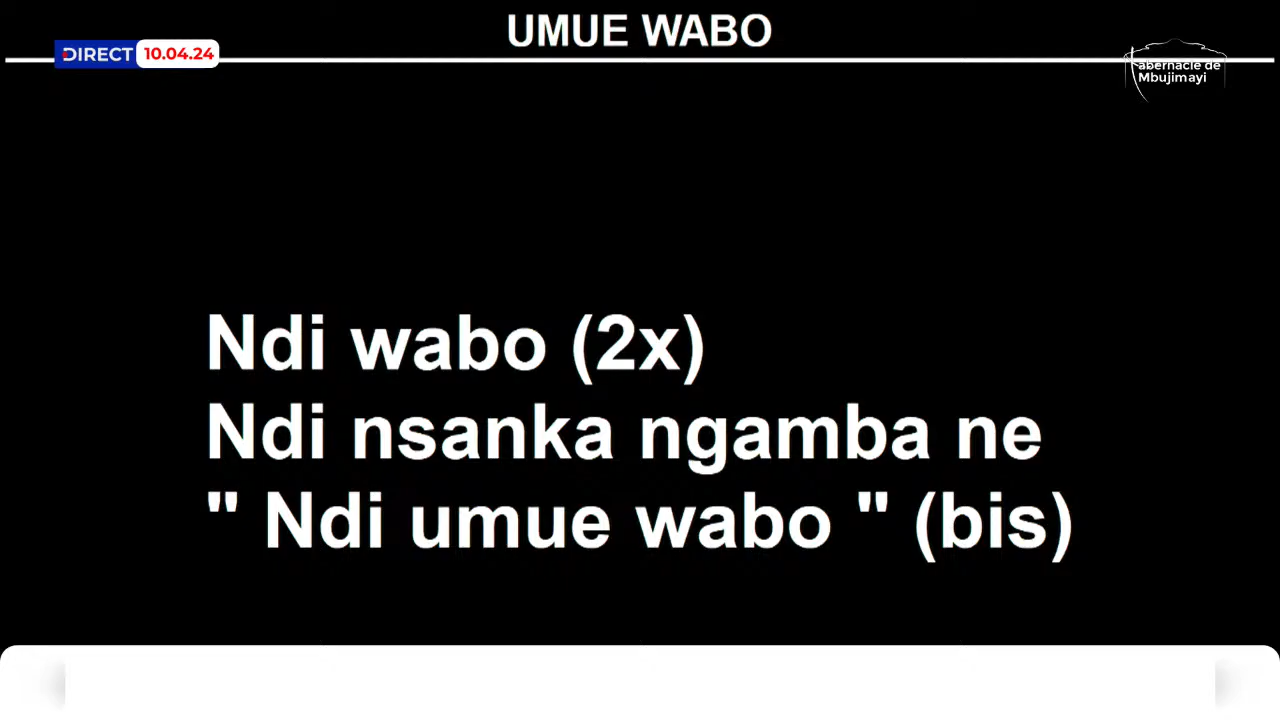 UMUE WABO
DIRECT 10.04.24
Tabernacle de
Mbujimayi
Ndi wabo (2x)
Ndi nsanka ngamba ne
" Ndi umue wabo " (bis)